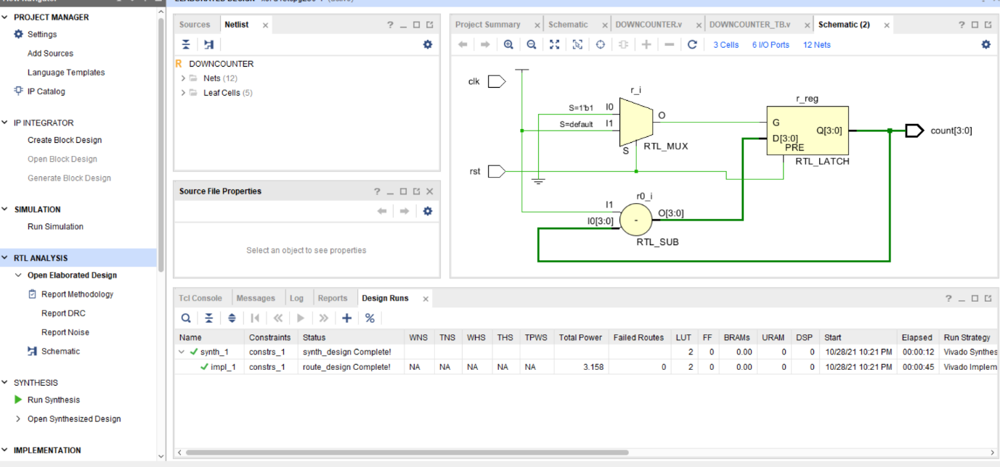 PROJECT MANAGER
Settings
Add Sources
Language Templates
IP Catalog
IP INTEGRATOR
Create Block Design
Open Block Design
Generate Block Design
SIMULATION
Run Simulation
RTL ANALYSIS
Open Elaborated Design
Report Methodology
Report DRC
Report Noise
Schematic
SYNTHESIS
Run Synthesis
Open Synthesized Design
IMPLEMENTATION
Sources Netlist
DOWNCOUNTER
Nets (12)
Leaf Cells (5)
Source File Properties
Select an object to see properties
Project Summary Schematic DOWNCOUNTER.v DOWNCOUNTER_TB.v Schematic (2)
3 Cells 6 I/O Ports 12 Nets
clk
r_i
S=1'b1 I0
S=default I1
O
S
RTL_MUX
r_reg
G
D[3:0]
PRE
Q[3:0]
RTL_LATCH
count[3:0]
rst
r0_i
I1
I0[3:0]
O[3:0]
-
RTL_SUB
Tcl Console Messages Log Reports Design Runs
Name Constraints Status WNS TNS WHS THS TPWS Total Power Failed Routes LUT FF BRAMs URAM DSP Start Elapsed Run Strategy
synth_1 constrs_1 synth_design Complete! 2 0 0.00 0 0 10/28/21 10:21 PM 00:00:12 Vivado Synthes
impl_1 constrs_1 route_design Complete! NA NA NA NA NA 3.158 0 2 0 0.00 0 0 10/28/21 10:21 PM 00:00:45 Vivado Implem